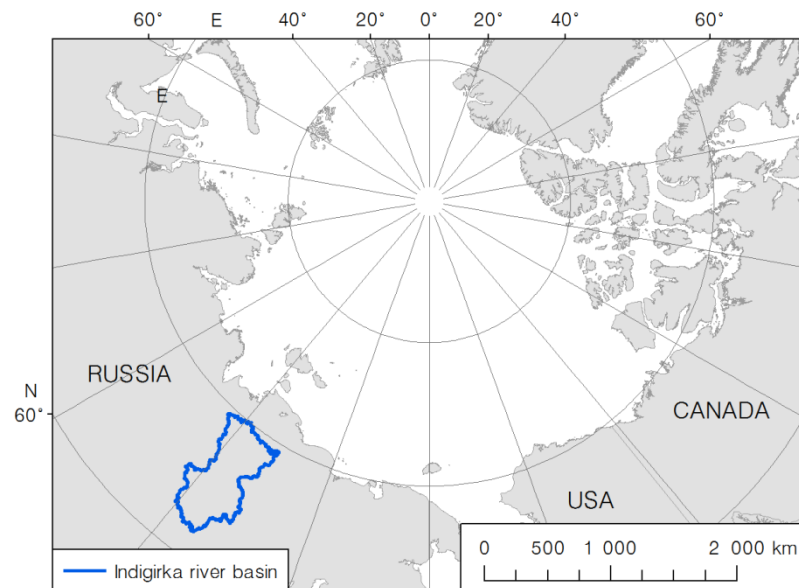 60° E 40° 20° 0° 20° 40° 60°
E
RUSSIA
N
60°
CANADA
USA
Indigirka river basin
0 500 1 000 2 000 km